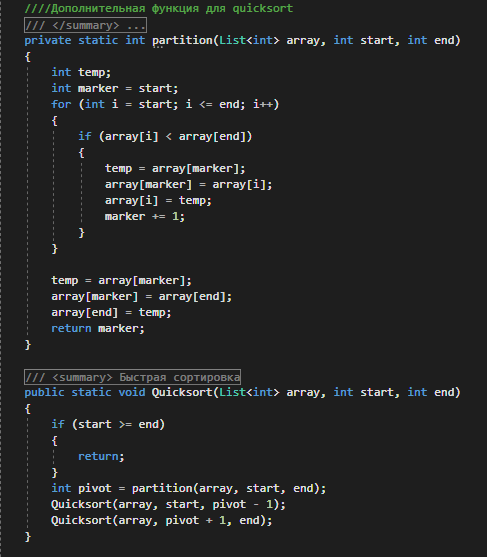 ////Дополнительная функция для quicksort
/// </summary> ...
private static int partition(List<int> array, int start, int end)
{
int temp;
int marker = start;
for (int i = start; i <= end; i++)
{
if (array[i] < array[end])
{
temp = array[marker];
array[marker] = array[i];
array[i] = temp;
marker += 1;
}
}
temp = array[marker];
array[marker] = array[end];
array[end] = temp;
return marker;
}
/// <summary> Быстрая сортировка
public static void Quicksort(List<int> array, int start, int end)
{
if (start >= end)
{
return;
}
int pivot = partition(array, start, end);
Quicksort(array, start, pivot - 1);
Quicksort(array, pivot + 1, end);
}